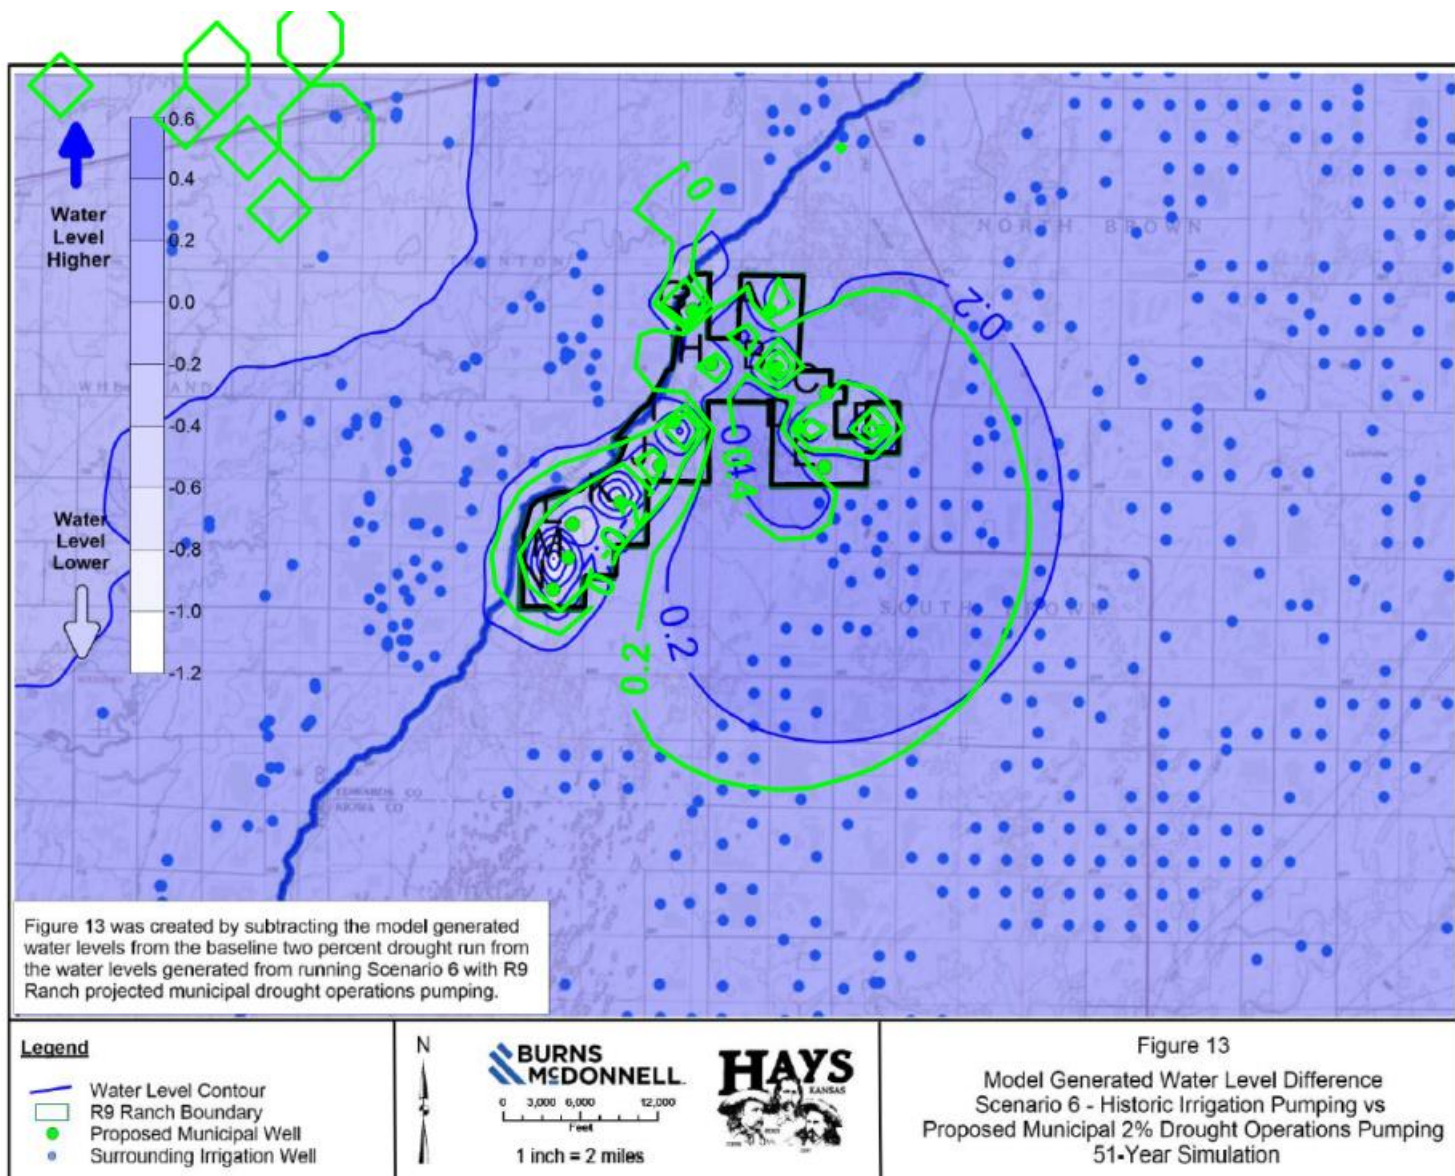 0.6
0.4
0.2
0.0
-0.2
-0.4
-0.6
-0.8
-1.0
-1.2
Water
Level
Higher
Water
Level
Lower
NORTH BROWN
SOUTH BROWN
EDWARDS CO
KIOWA CO
0
0.2
0.2
0.2
H
C
M
Figure 13 was created by subtracting the model generated
water levels from the baseline two percent drought run from
the water levels generated from running Scenario 6 with R9
Ranch projected municipal drought operations pumping.
Legend
Water Level Contour
R9 Ranch Boundary
Proposed Municipal Well
Surrounding Irrigation Well
N
BURNS
MCDONNELL
0 3,000 6,000 12,000
Feet
1 inch = 2 miles
HAYS
KANSAS
Figure 13
Model Generated Water Level Difference
Scenario 6 - Historic Irrigation Pumping vs
Proposed Municipal 2% Drought Operations Pumping
51-Year Simulation